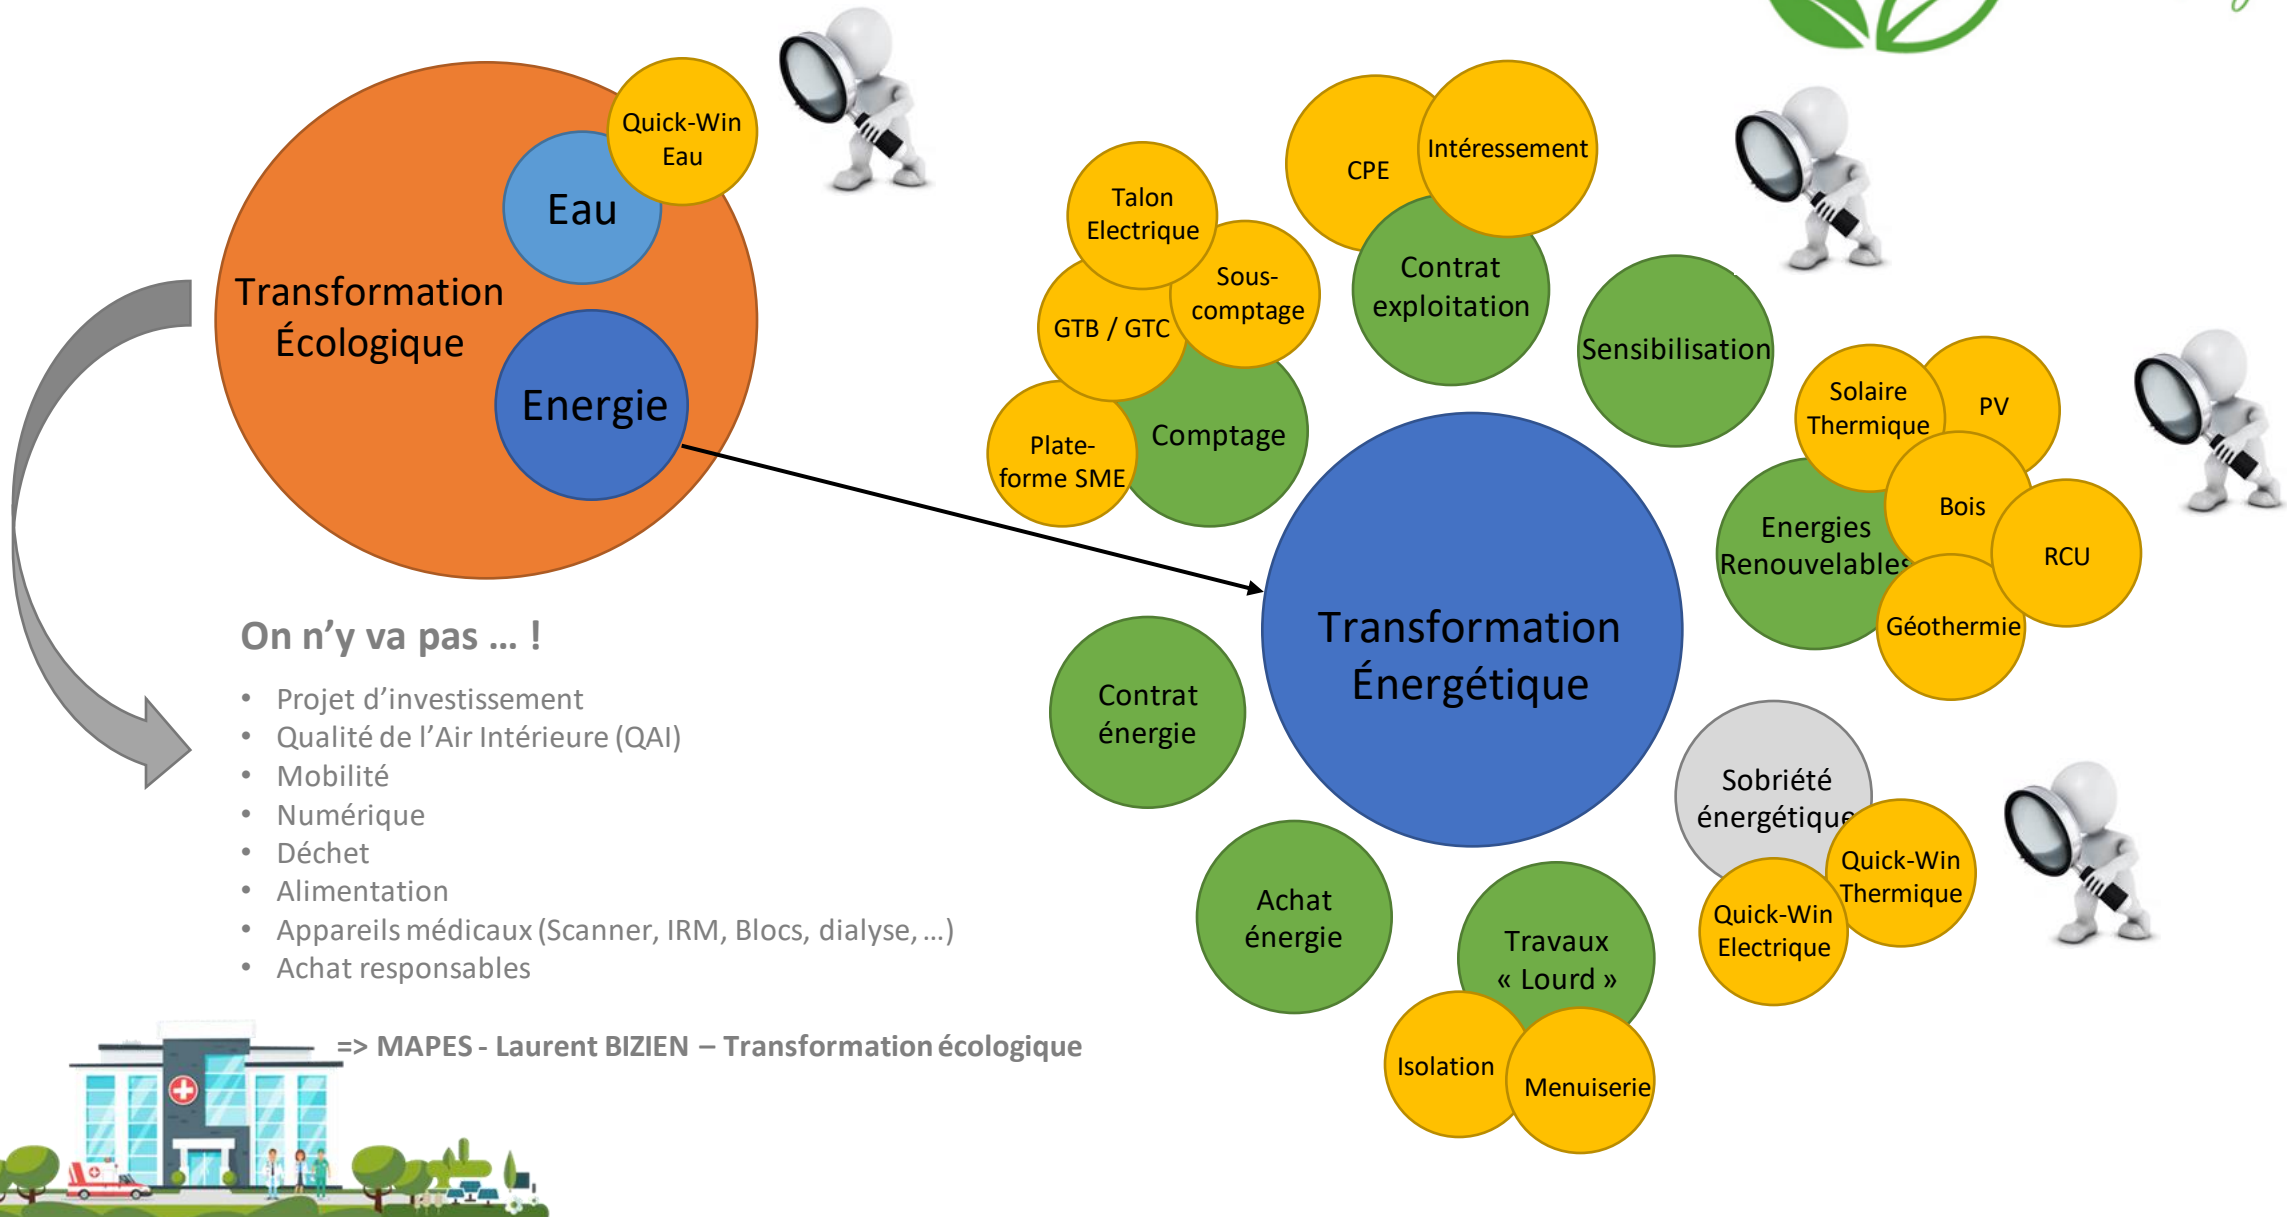 Quick-Win
Eau
Eau
Transformation
Écologique
Energie
On n’y va pas … !
• Projet d’investissement
• Qualité de l’Air Intérieure (QAI)
• Mobilité
• Numérique
• Déchet
• Alimentation
• Appareils médicaux (Scanner, IRM, Blocs, dialyse, …)
• Achat responsables
=> MAPES - Laurent BIZIEN – Transformation écologique
CPE
Intéressement
Contrat
exploitation
Talon
Electrique
Sous-
comptage
GTB / GTC
Plate-
forme SME
Comptage
Sensibilisation
Solaire
Thermique
PV
Bois
RCU
Géothermie
Energies
Renouvelables
Transformation
Énergétique
Contrat
énergie
Sobriété
énergétique
Quick-Win
Thermique
Quick-Win
Electrique
Achat
énergie
Travaux
« Lourd »
Isolation
Menuiserie